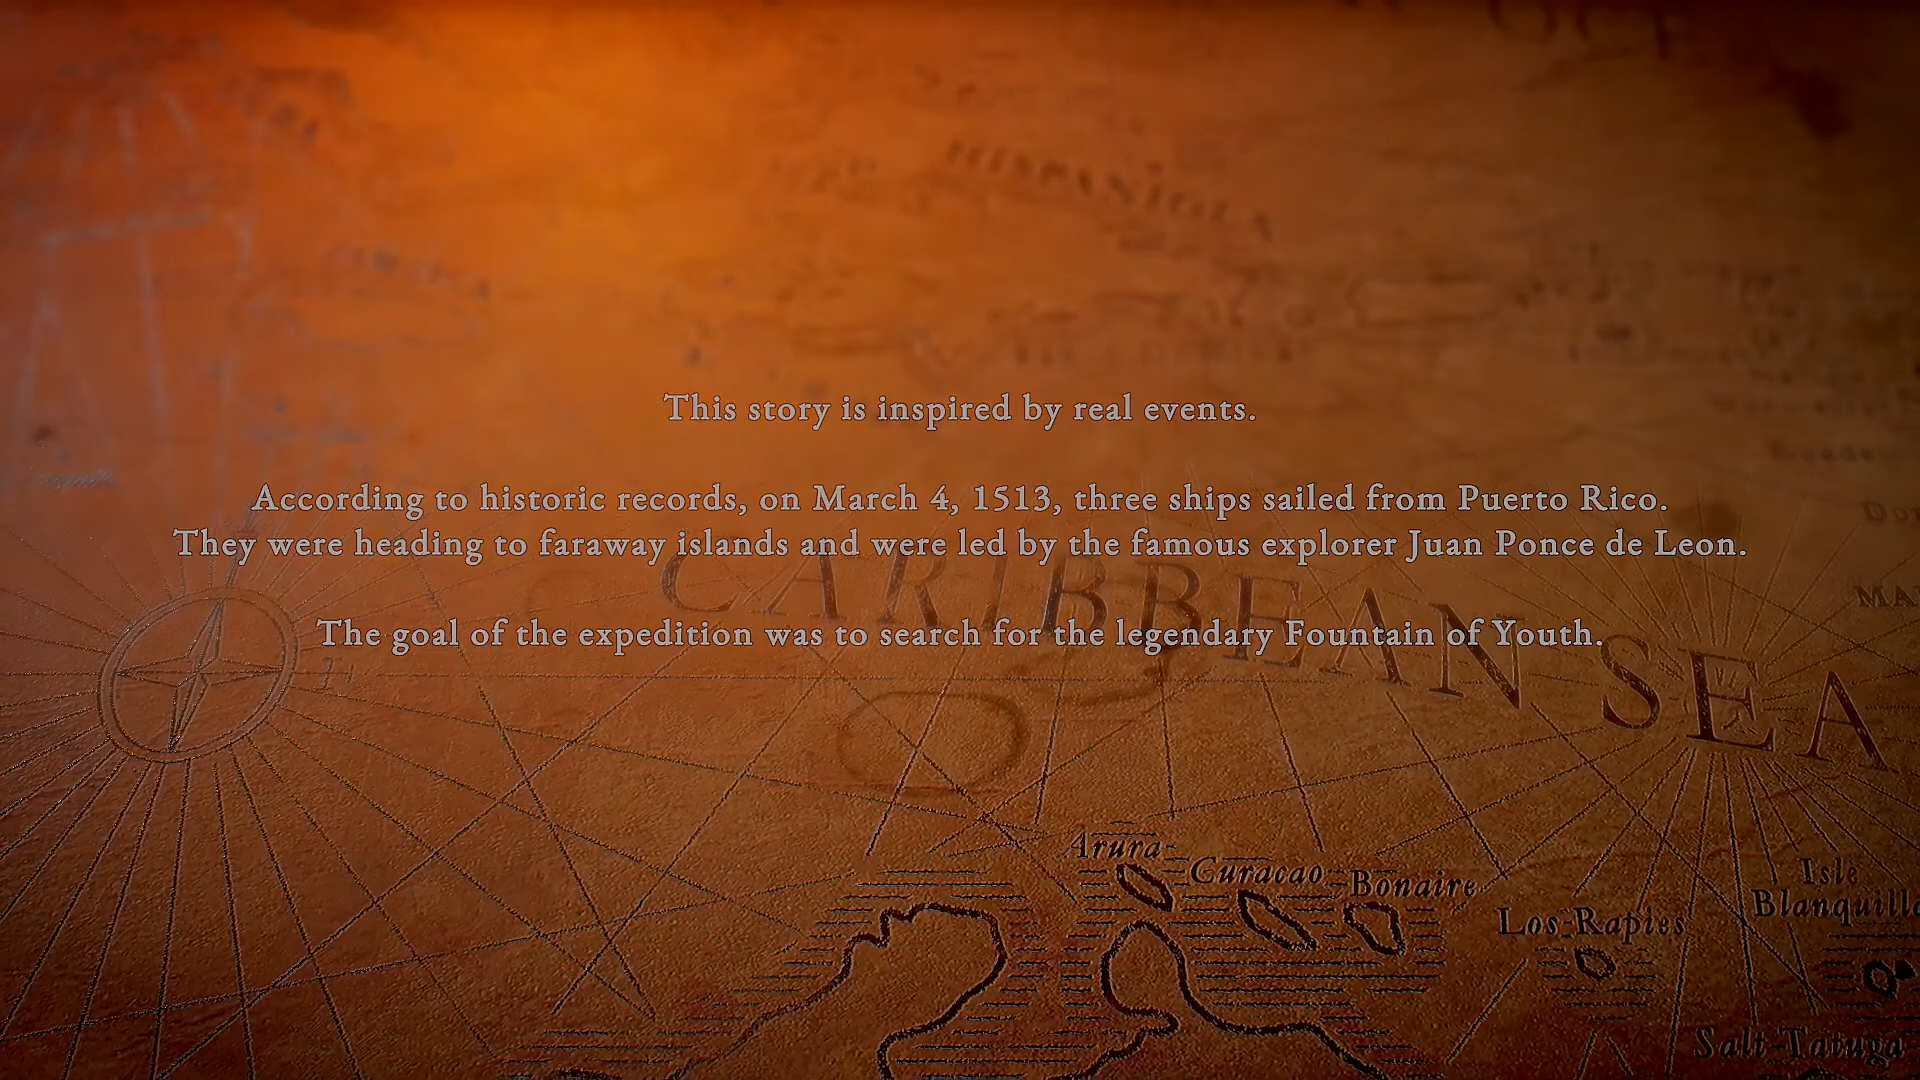 HISPANIOLA
This story is inspired by real events.
According to historic records, on March 4, 1513, three ships sailed from Puerto Rico.
They were heading to faraway islands and were led by the famous explorer Juan Ponce de Leon.
CARIBBEAN SEA
The goal of the expedition was to search for the legendary Fountain of Youth.
Arura
Curacao
Bonaire
Los Rapies
Isle
Blanquilla
Salt Tatuga